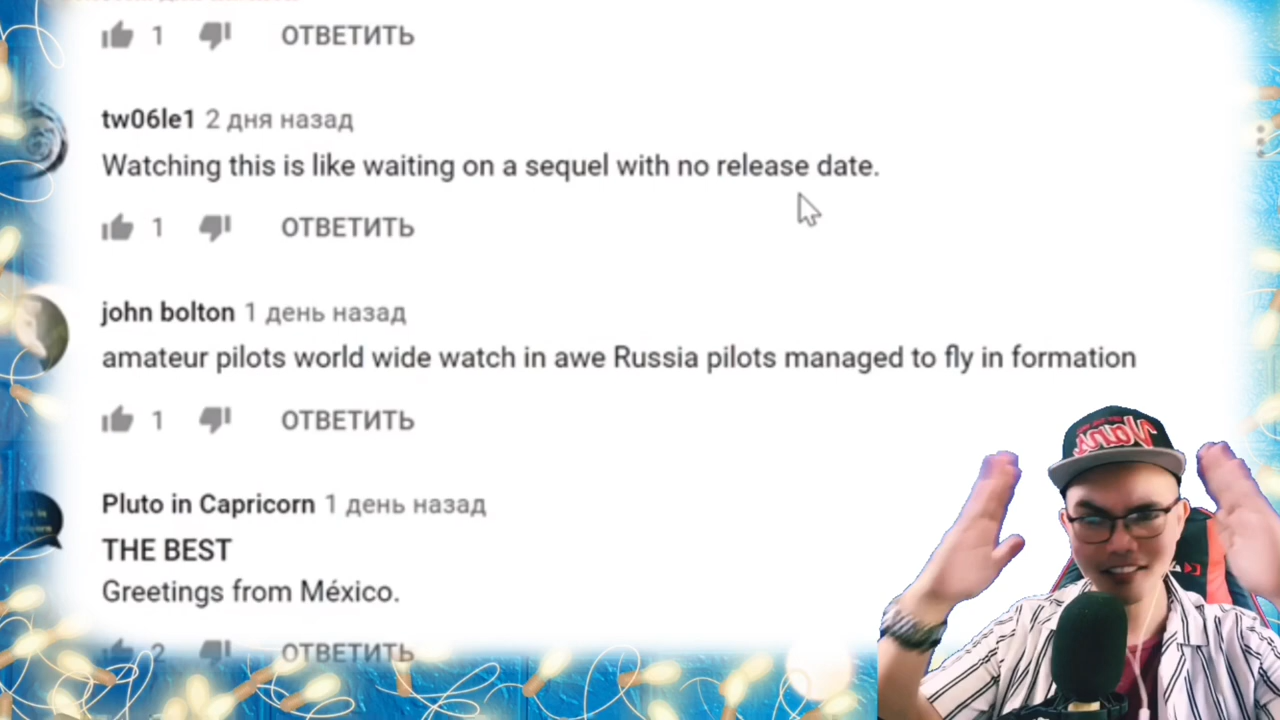 1 ОТВЕТИТЬ
tw06le1 2 дня назад
Watching this is like waiting on a sequel with no release date.
1 ОТВЕТИТЬ
john bolton 1 день назад
amateur pilots world wide watch in awe Russia pilots managed to fly in formation
1 ОТВЕТИТЬ
Pluto in Capricorn 1 день назад
THE BEST
Greetings from México.
2 ОТВЕТИТЬ
Vans